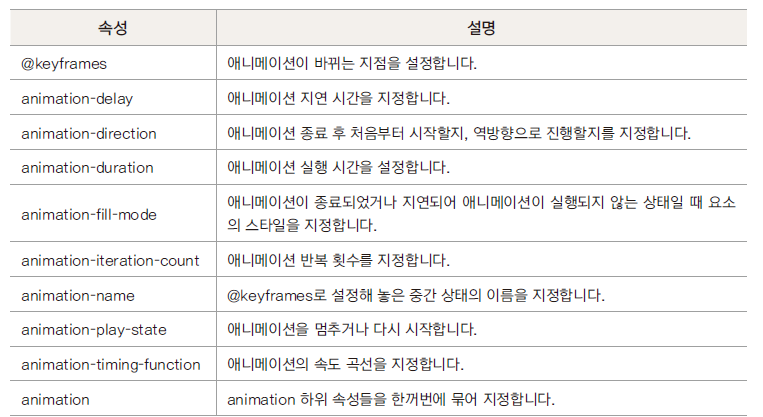 속성 설명
@keyframes 애니메이션이 바뀌는 지점을 설정합니다.
animation-delay 애니메이션 지연 시간을 지정합니다.
animation-direction 애니메이션 종료 후 처음부터 시작할지, 역방향으로 진행할지를 지정합니다.
animation-duration 애니메이션 실행 시간을 설정합니다.
animation-fill-mode 애니메이션이 종료되었거나 지연되어 애니메이션이 실행되지 않는 상태일 때 요소
의 스타일을 지정합니다.
animation-iteration-count 애니메이션 반복 횟수를 지정합니다.
animation-name @keyframes로 설정해 놓은 중간 상태의 이름을 지정합니다.
animation-play-state 애니메이션을 멈추거나 다시 시작합니다.
animation-timing-function 애니메이션의 속도 곡선을 지정합니다.
animation animation 하위 속성들을 한꺼번에 묶어 지정합니다.